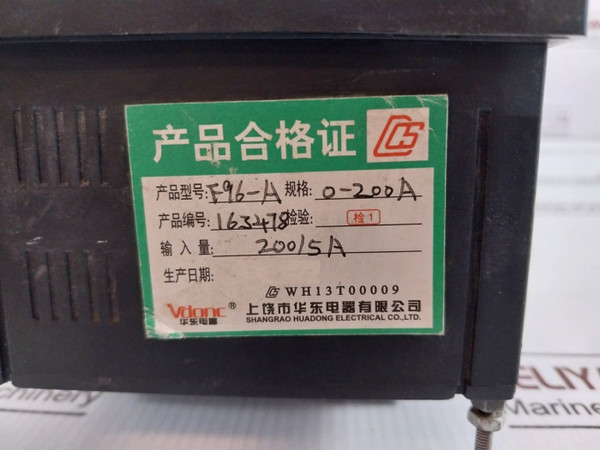 产品合格证
产品型号: F96-A 规格: 0-200A
产品编号: 163478 检验: 检1
输入量: 200/5A
生产日期:
WH13T00009
Vdonc® 上饶市华东电器有限公司
华东电器 SHANGRAO HUADONG ELECTRICAL CO.,LTD.
ELIYA
Marine